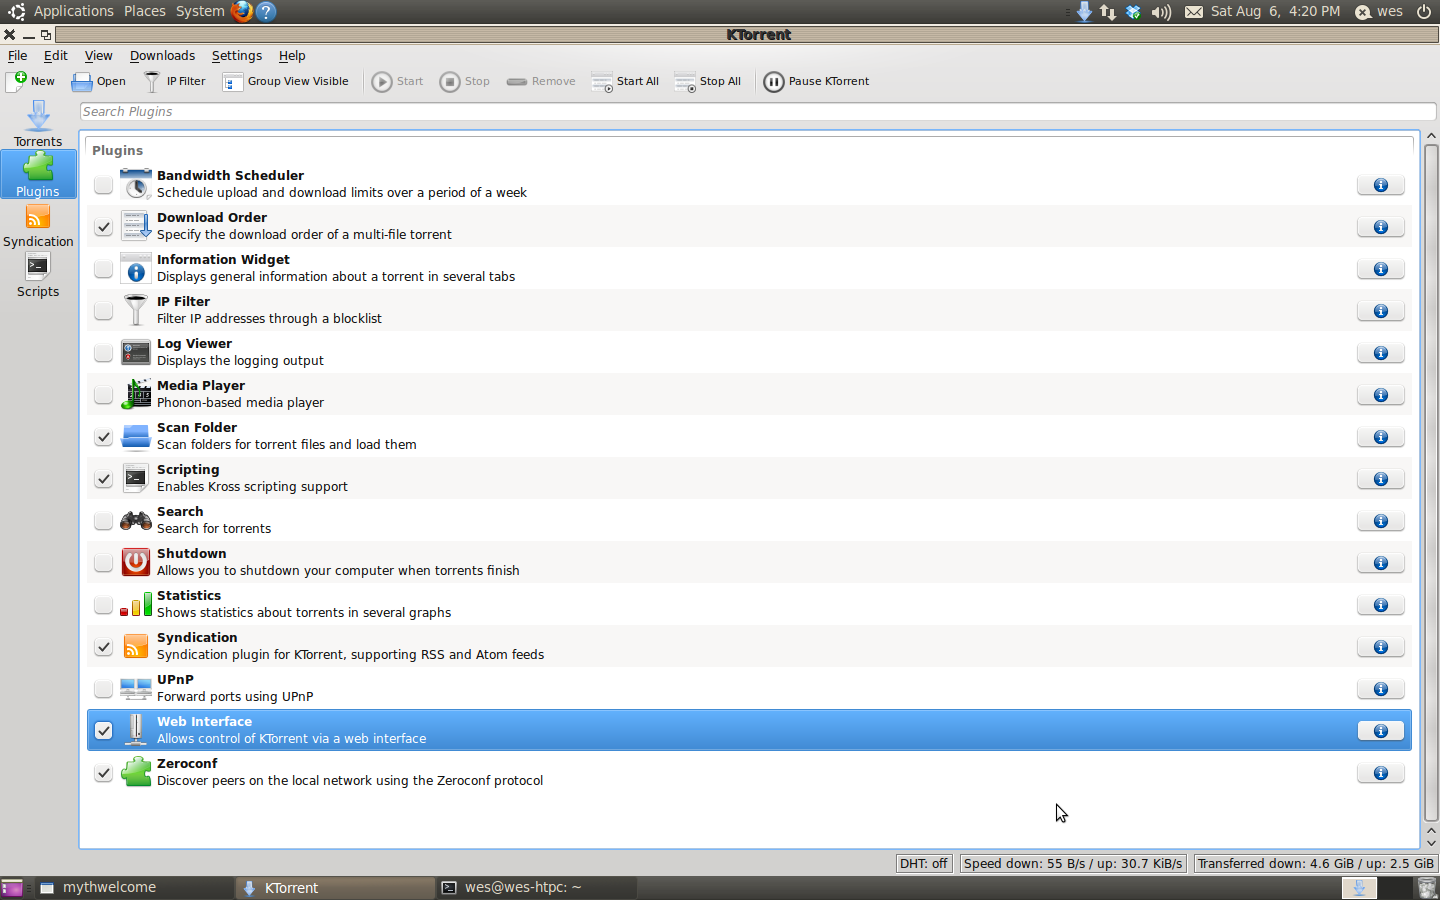 Applications Places System Sat Aug 6, 4:20 PM wes
KTorrent
File Edit View Downloads Settings Help
New Open IP Filter Group View Visible Start Stop Remove Start All Stop All Pause KTorrent
Search Plugins
Torrents
Plugins
Syndication
Scripts
Plugins
Bandwidth Scheduler
Schedule upload and download limits over a period of a week
Download Order
Specify the download order of a multi-file torrent
Information Widget
Displays general information about a torrent in several tabs
IP Filter
Filter IP addresses through a blocklist
Log Viewer
Displays the logging output
Media Player
Phonon-based media player
Scan Folder
Scan folders for torrent files and load them
Scripting
Enables Kross scripting support
Search
Search for torrents
Shutdown
Allows you to shutdown your computer when torrents finish
Statistics
Shows statistics about torrents in several graphs
Syndication
Syndication plugin for KTorrent, supporting RSS and Atom feeds
UPnP
Forward ports using UPnP
Web Interface
Allows control of KTorrent via a web interface
Zeroconf
Discover peers on the local network using the Zeroconf protocol
DHT: off Speed down: 55 B/s / up: 30.7 KiB/s Transferred down: 4.6 GiB / up: 2.5 GiB
mythwelcome KTorrent wes@wes-htpc: ~